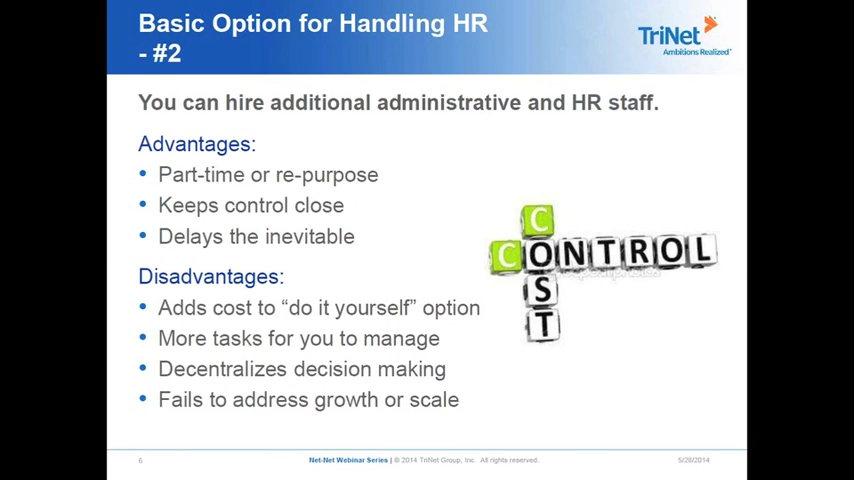 Basic Option for Handling HR
- #2
TriNet
Ambitions Realized
You can hire additional administrative and HR staff.
Advantages:
• Part-time or re-purpose
• Keeps control close
• Delays the inevitable
Disadvantages:
• Adds cost to “do it yourself” option
• More tasks for you to manage
• Decentralizes decision making
• Fails to address growth or scale
COST
CONTROL
6
Net-Net Webinar Series | © 2014 TriNet Group, Inc. All rights reserved.
5/28/2014